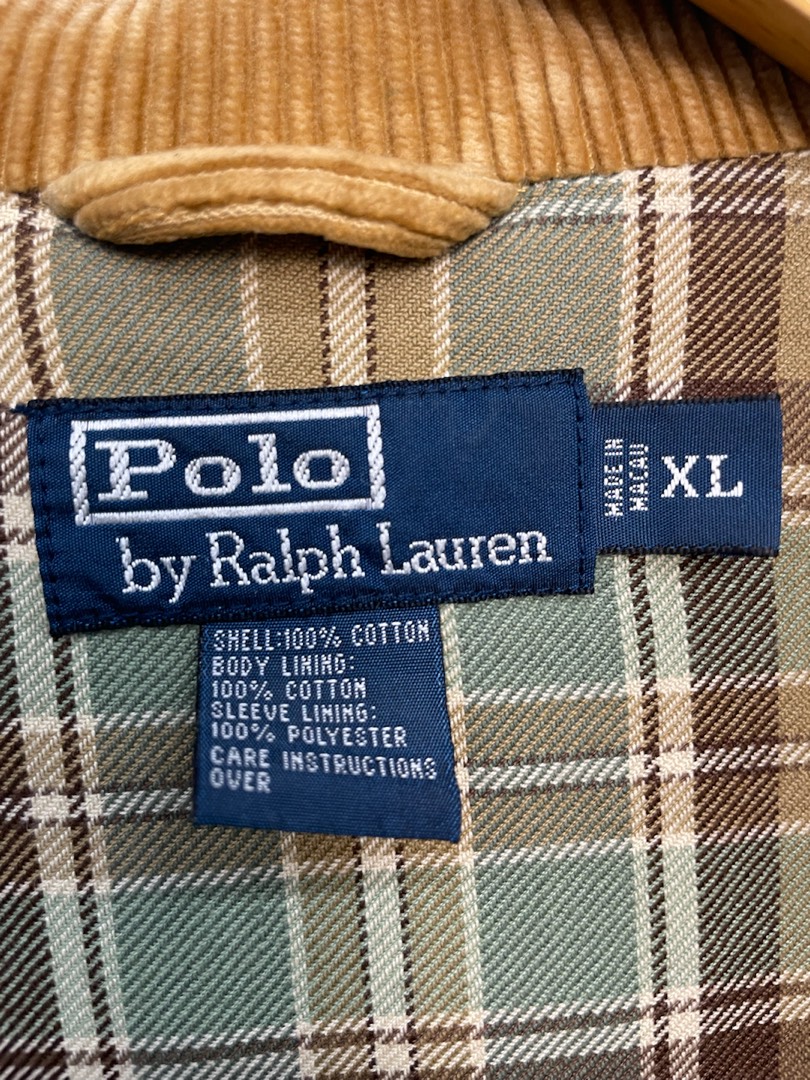 Polo
by Ralph Lauren
MADE IN
MACAU
XL
SHELL:100% COTTON
BODY LINING:
100% COTTON
SLEEVE LINING:
100% POLYESTER
CARE INSTRUCTIONS
OVER